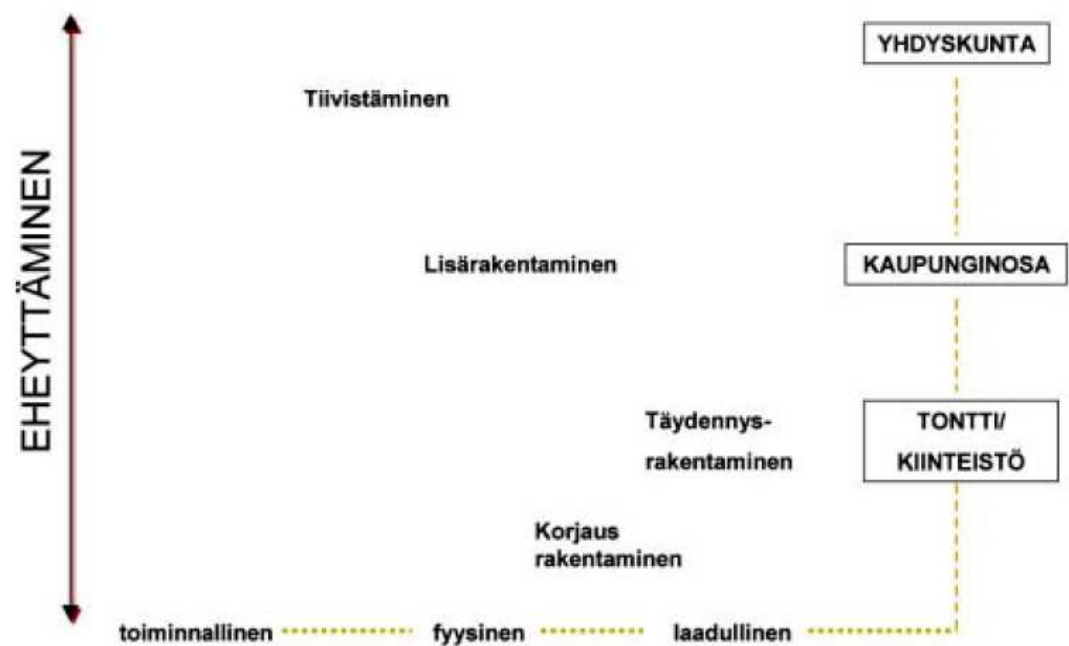 YHDYSKUNTA
Tiivistäminen
EHEYTTÄMINEN
Lisärakentaminen
KAUPUNGINOSA
Täydennys-
rakentaminen
TONTTI/
KIINTEISTÖ
Korjaus
rakentaminen
toiminnallinen
fyysinen
laadullinen